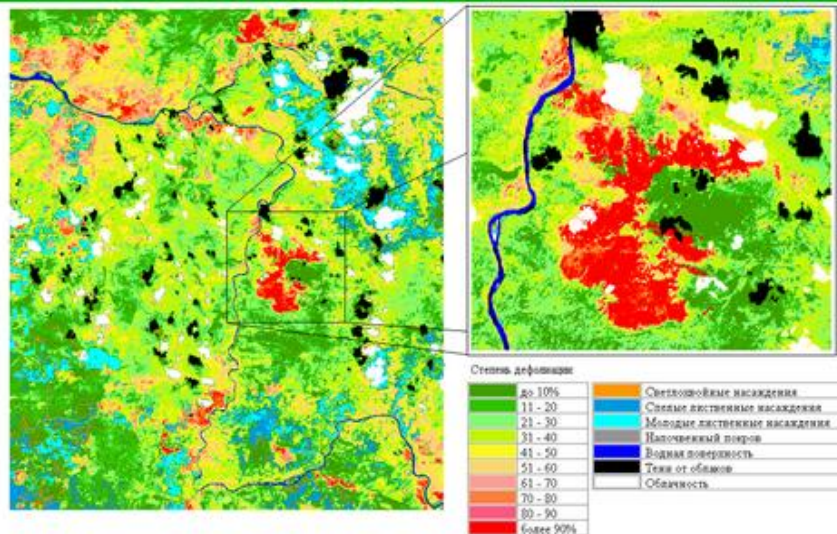 Степень дефолиации
до 10%
11 - 20
21 - 30
31 - 40
41 - 50
51 - 60
61 - 70
70 - 80
80 - 90
более 90%
Светлохвойные насаждения
Спелые лиственные насаждения
Молодые лиственные насаждения
Напочвенный покров
Водная поверхность
Тени от облаков
Облачность